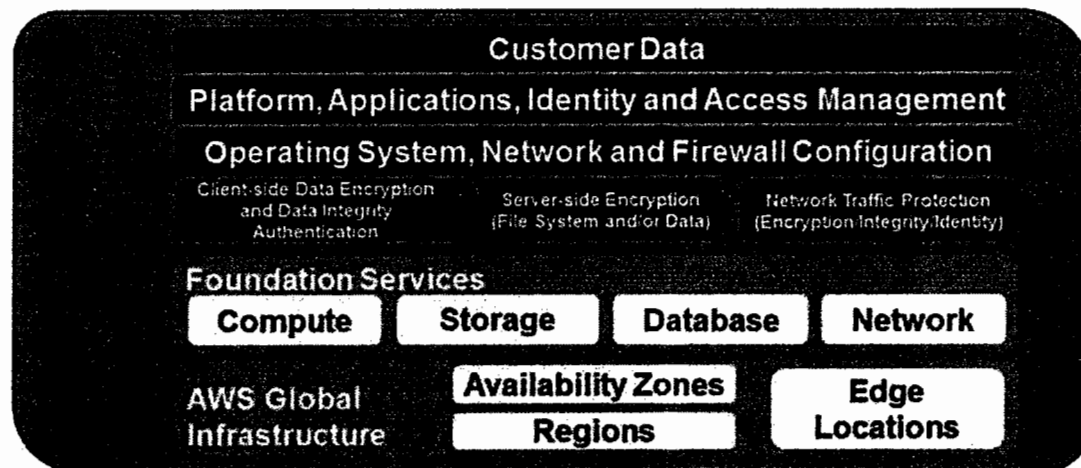 Customer Data
Platform, Applications, Identity and Access Management
Operating System, Network and Firewall Configuration
Client-side Data Encryption
and Data Integrity
Authentication
Server-side Encryption
(File System and/or Data)
Network Traffic Protection
(Encryption/Integrity/Identity)
Foundation Services
Compute
Storage
Database
Network
AWS Global
Infrastructure
Availability Zones
Regions
Edge
Locations